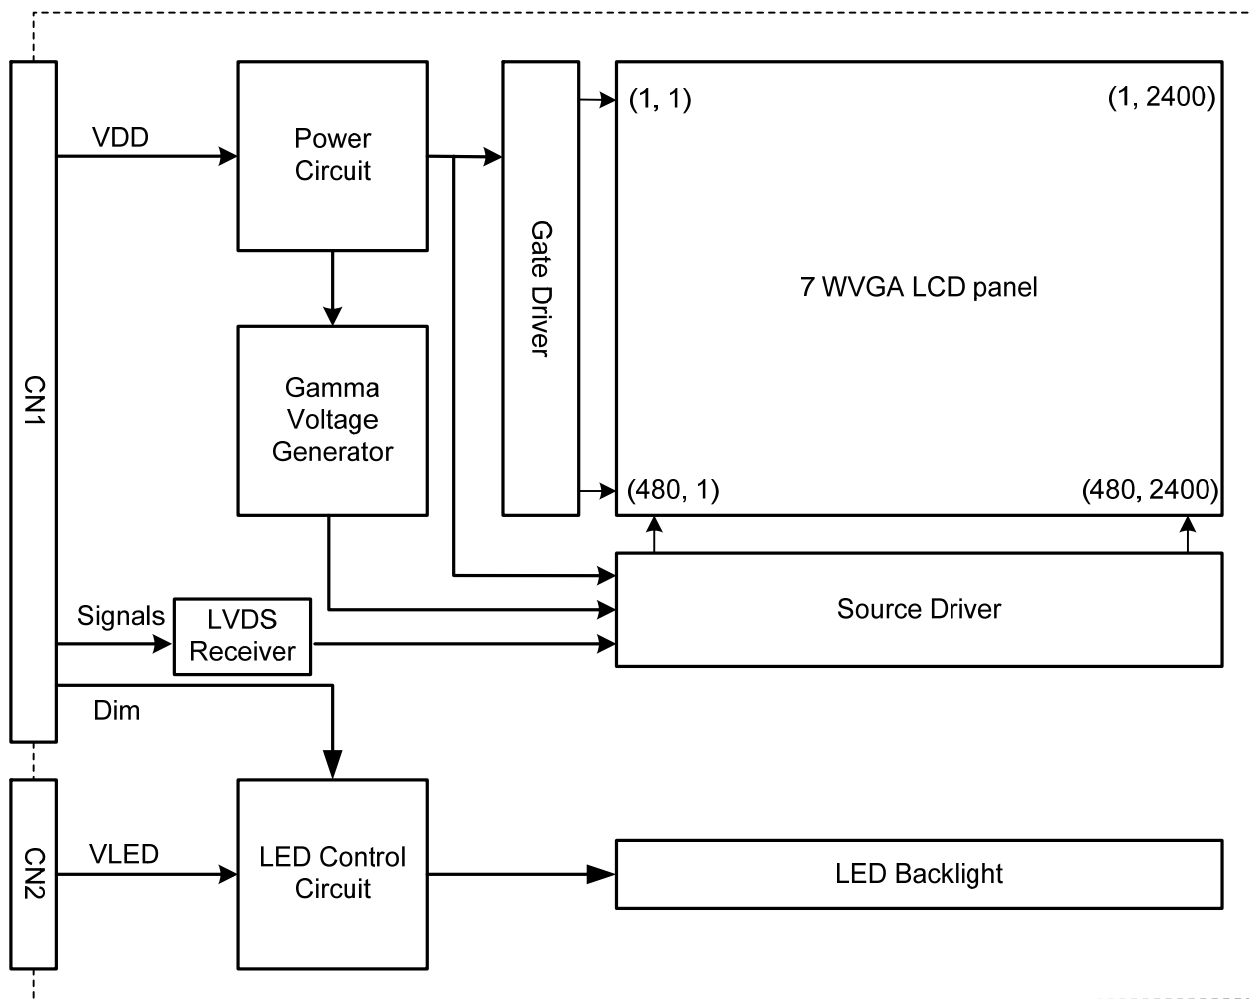 VDD
Power
Circuit
(1, 1)
(1, 2400)
Gate Driver
7 WVGA LCD panel
CN1
Gamma
Voltage
Generator
(480, 1)
(480, 2400)
Signals
LVDS
Receiver
Source Driver
Dim
CN2
VLED
LED Control
Circuit
LED Backlight